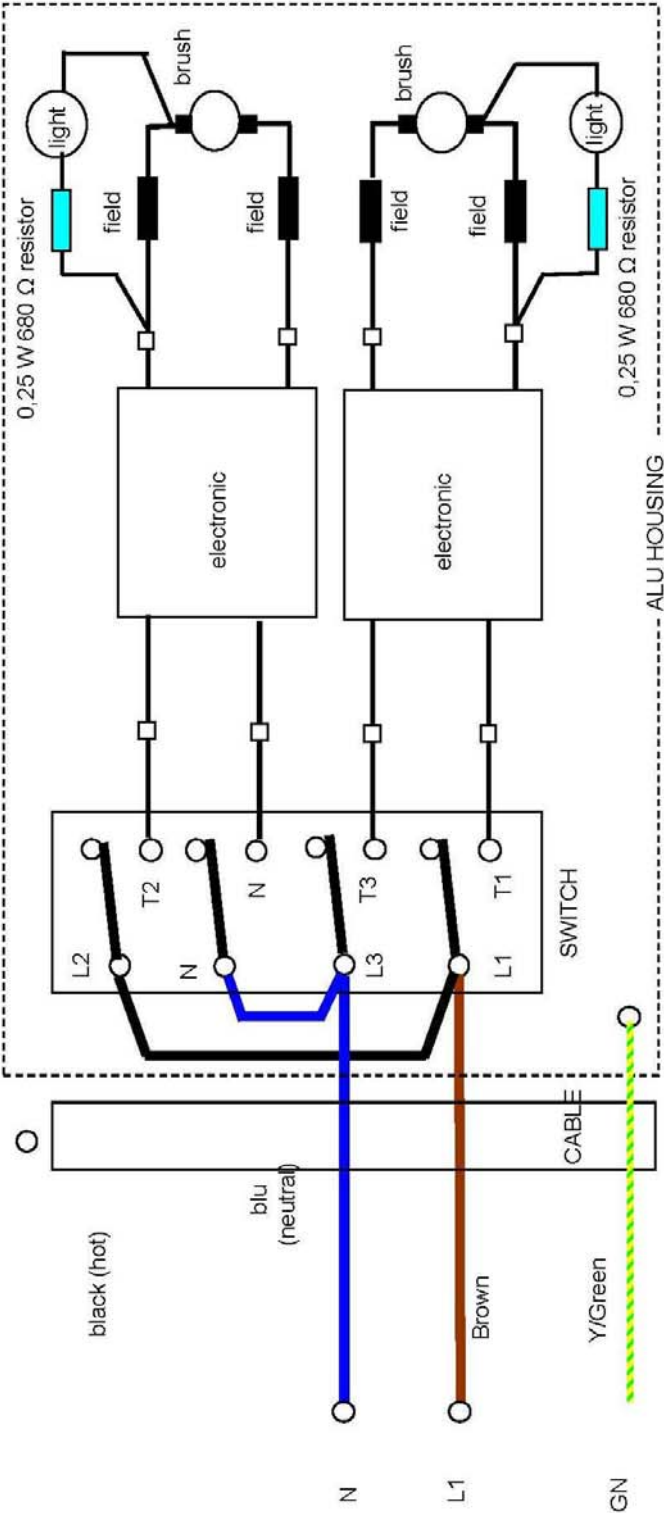 0,25 W 680 Ω resistor
light
field
brush
field
electronic
brush
field
field
light
0,25 W 680 Ω resistor
electronic
ALU HOUSING
L2
T2
N
N
L3
T3
L1
T1
SWITCH
CABLE
black (hot)
blu
(neutral)
Brown
Y/Green
N
L1
GN